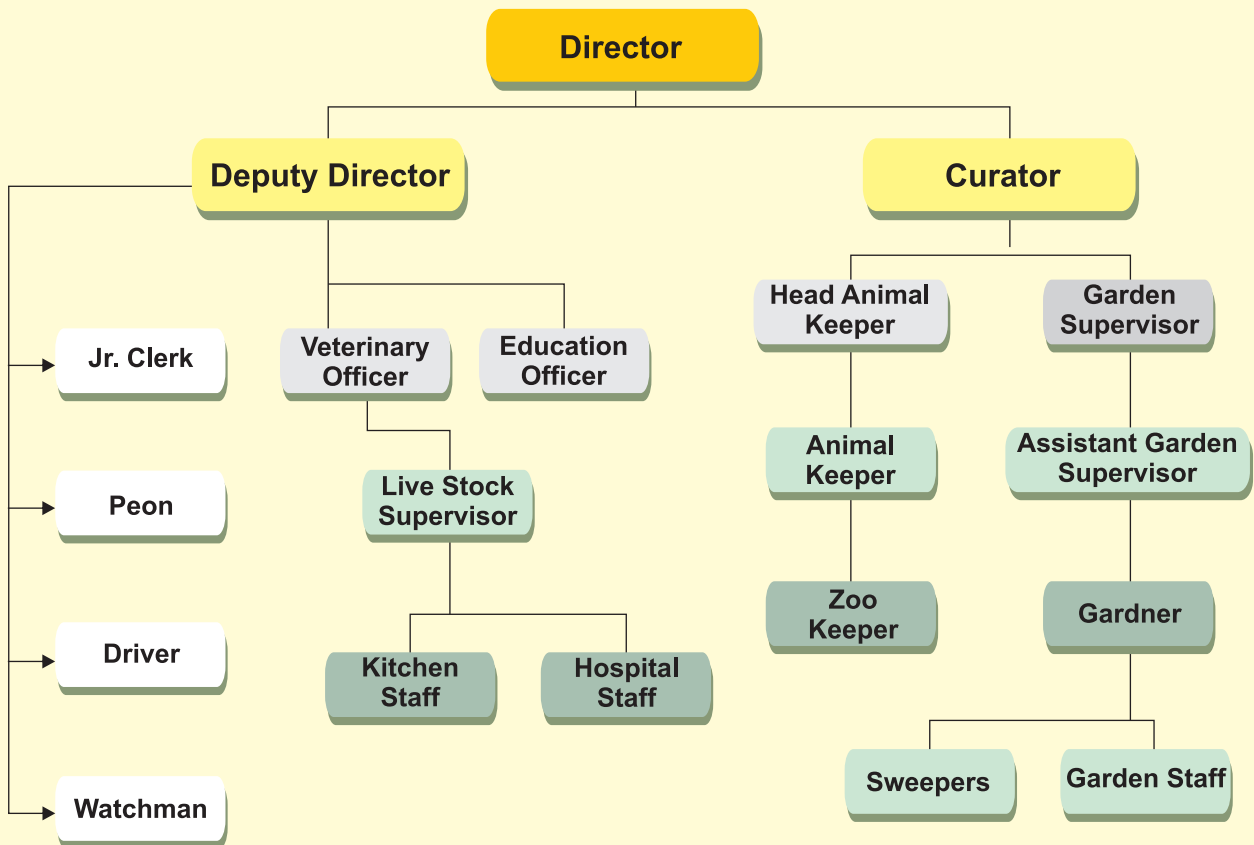 Director
Deputy Director
Curator
Head Animal
Keeper
Garden
Supervisor
Jr. Clerk
Veterinary
Officer
Education
Officer
Animal
Keeper
Assistant Garden
Supervisor
Peon
Live Stock
Supervisor
Zoo
Keeper
Gardner
Driver
Kitchen
Staff
Hospital
Staff
Sweepers
Garden Staff
Watchman